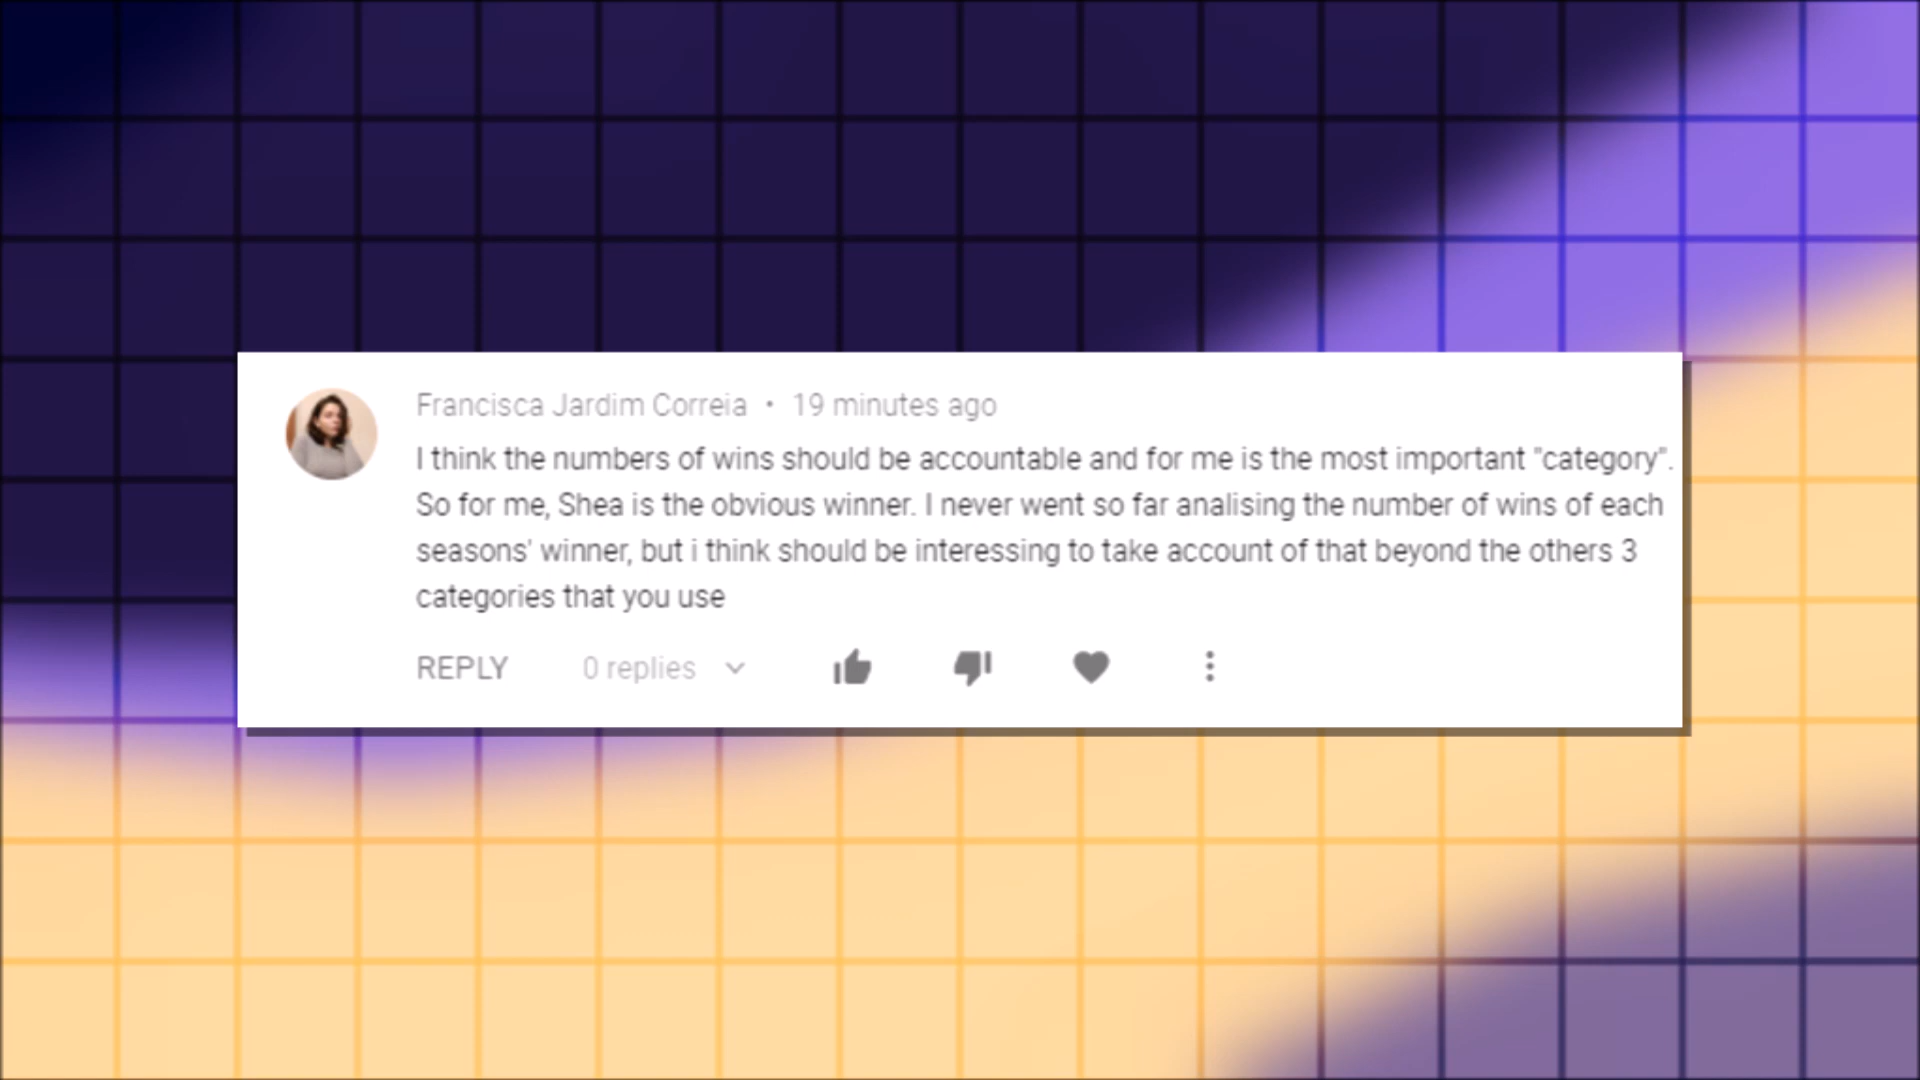 Francisca Jardim Correia • 19 minutes ago
I think the numbers of wins should be accountable and for me is the most important "category".
So for me, Shea is the obvious winner. I never went so far analising the number of wins of each
seasons' winner, but i think should be interessing to take account of that beyond the others 3
categories that you use
REPLY 0 replies